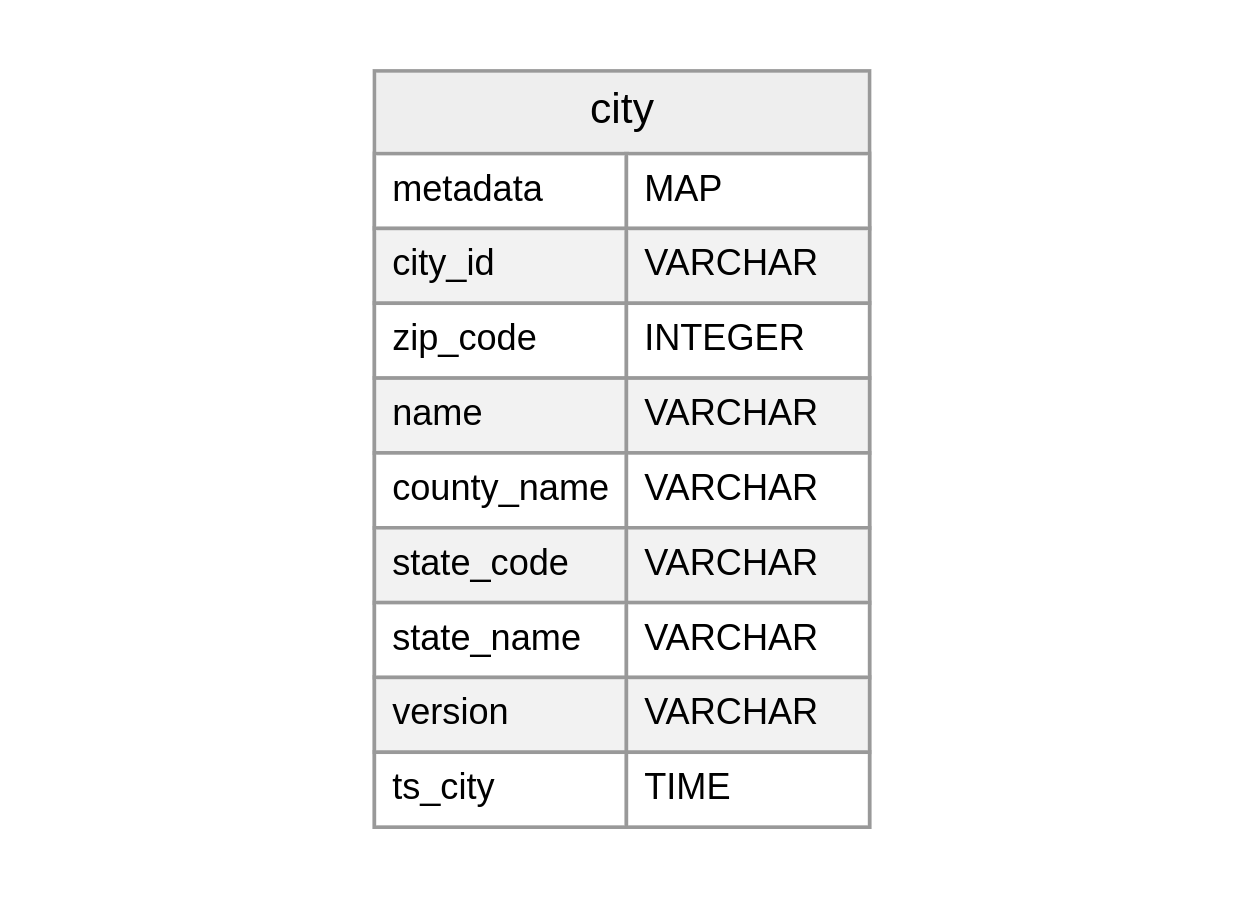 city
metadata MAP
city_id VARCHAR
zip_code INTEGER
name VARCHAR
county_name VARCHAR
state_code VARCHAR
state_name VARCHAR
version VARCHAR
ts_city TIME